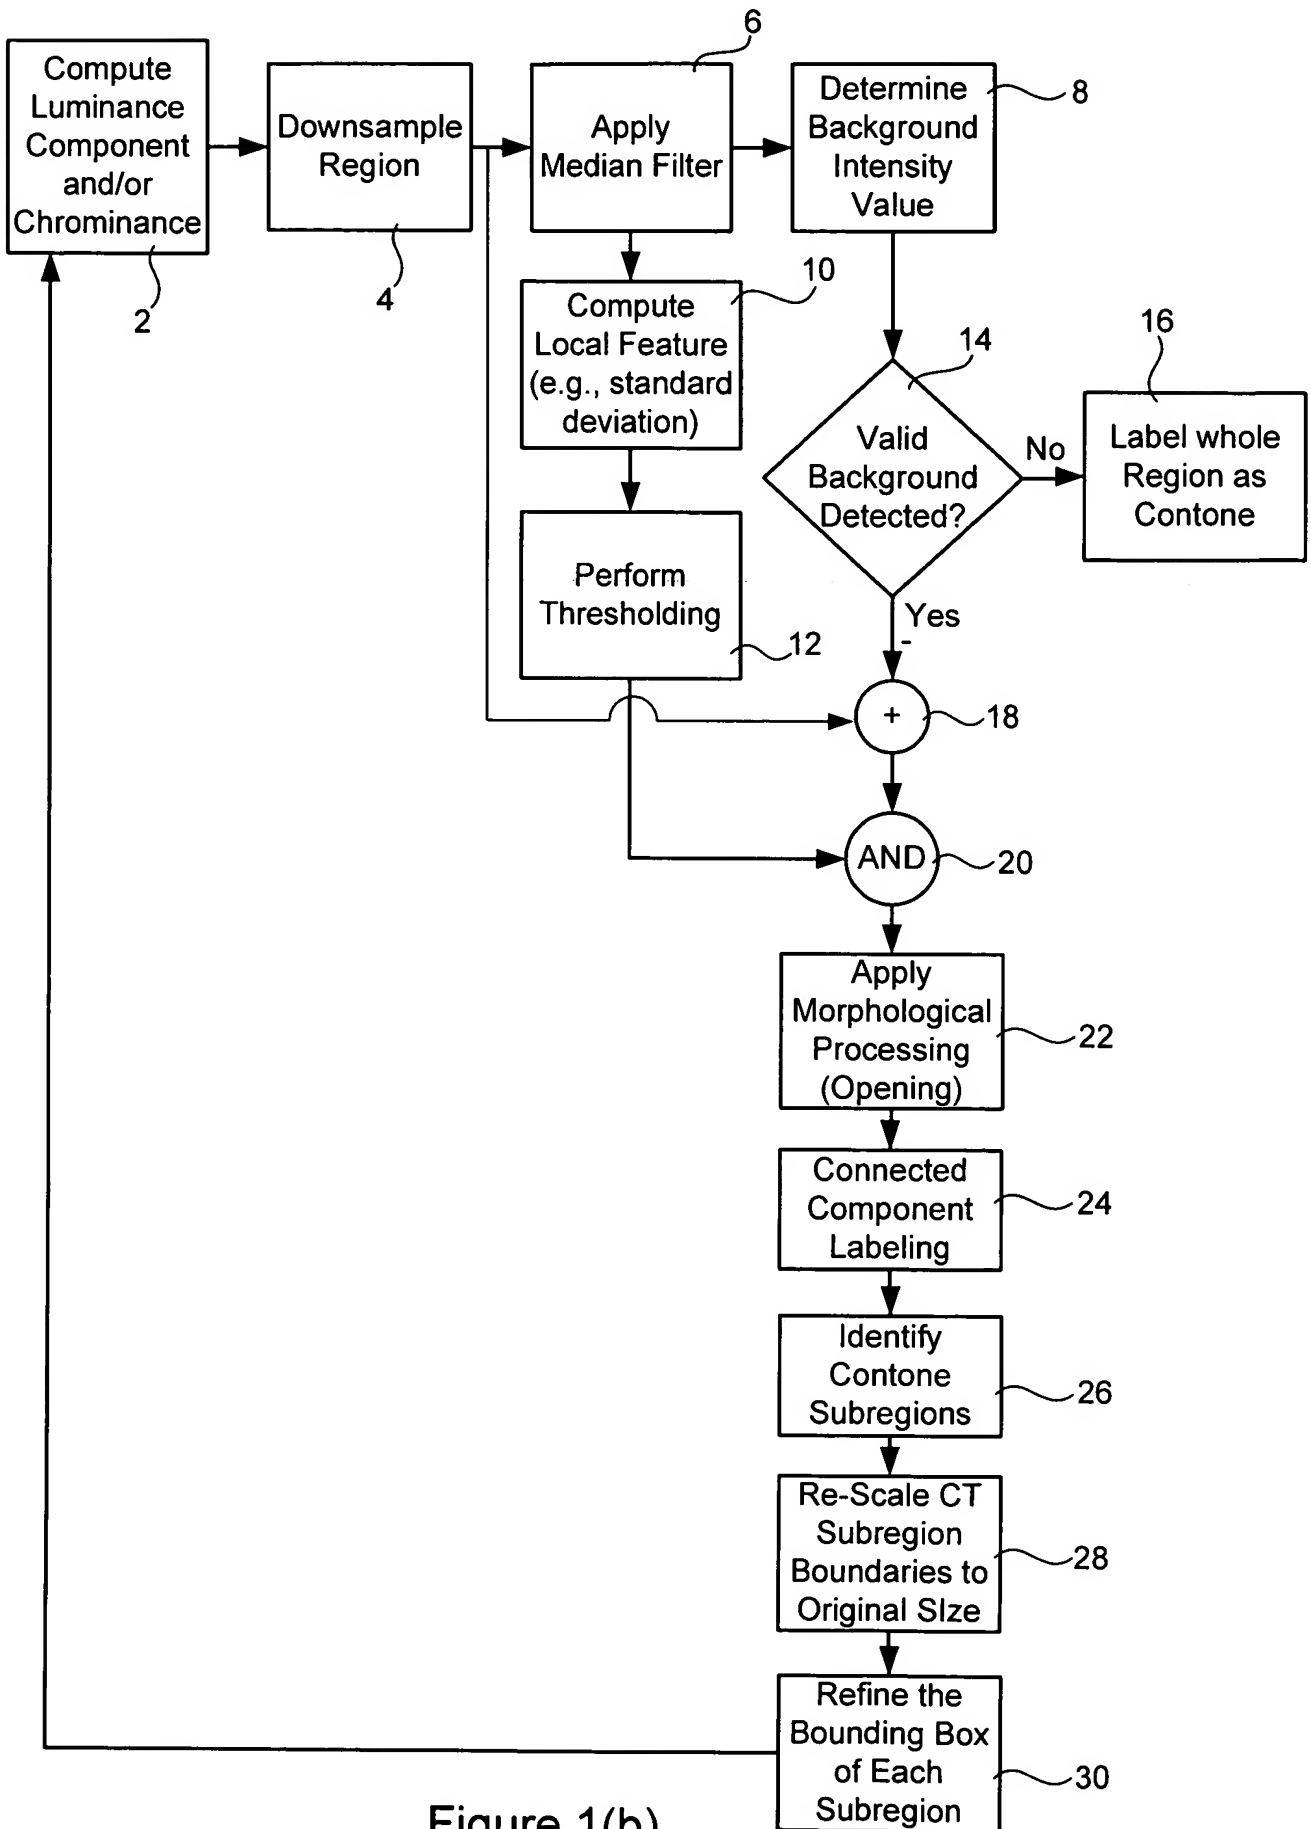 Compute
Luminance
Component
and/or
Chrominance
2
Downsample
Region
4
6
Apply
Median Filter
Determine
Background
Intensity
Value
8
10
Compute
Local Feature
(e.g., standard
deviation)
Perform
Thresholding
12
14
Valid
Background
Detected?
No
16
Label whole
Region as
Contone
Yes
-
+
18
AND
20
Apply
Morphological
Processing
(Opening)
22
Connected
Component
Labeling
24
Identify
Contone
Subregions
26
Re-Scale CT
Subregion
Boundaries to
Original SIze
28
Refine the
Bounding Box
of Each
Subregion
30
Figure 1(b)